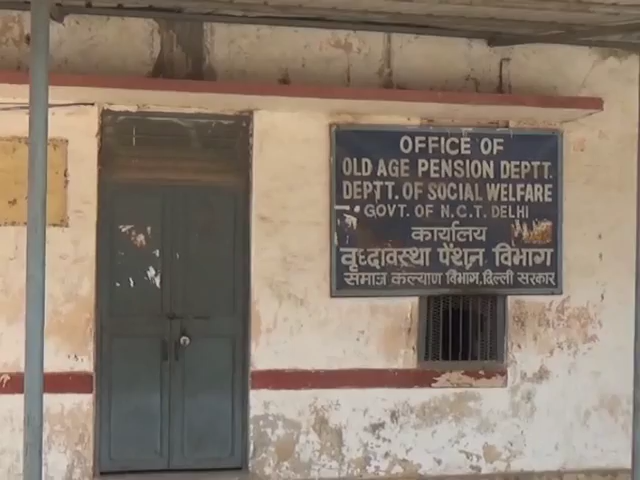 OFFICE OF
OLD AGE PENSION DEPTT.
DEPTT. OF SOCIAL WELFARE
GOVT. OF N.C.T. DELHI
कार्यालय
वृध्दावस्था पेंशन विभाग
समाज कल्याण विभाग, दिल्ली सरकार